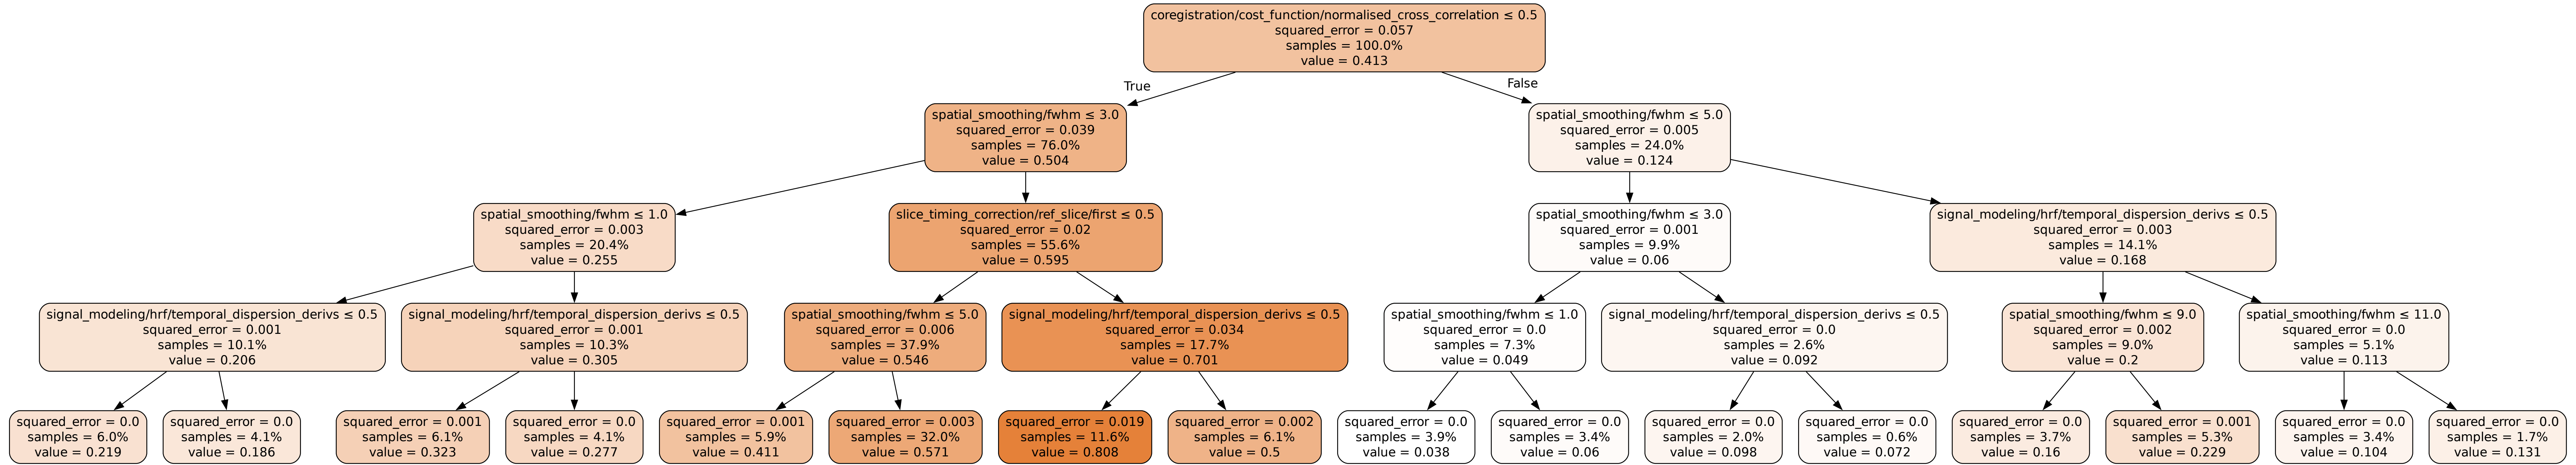 coregistration/cost_function/normalised_cross_correlation ≤ 0.5
squared_error = 0.057
samples = 100.0%
value = 0.413
True
False
spatial_smoothing/fwhm ≤ 3.0
squared_error = 0.039
samples = 76.0%
value = 0.504
spatial_smoothing/fwhm ≤ 5.0
squared_error = 0.005
samples = 24.0%
value = 0.124
spatial_smoothing/fwhm ≤ 1.0
squared_error = 0.003
samples = 20.4%
value = 0.255
slice_timing_correction/ref_slice/first ≤ 0.5
squared_error = 0.02
samples = 55.6%
value = 0.595
spatial_smoothing/fwhm ≤ 3.0
squared_error = 0.001
samples = 9.9%
value = 0.06
signal_modeling/hrf/temporal_dispersion_derivs ≤ 0.5
squared_error = 0.003
samples = 14.1%
value = 0.168
signal_modeling/hrf/temporal_dispersion_derivs ≤ 0.5
squared_error = 0.001
samples = 10.1%
value = 0.206
signal_modeling/hrf/temporal_dispersion_derivs ≤ 0.5
squared_error = 0.001
samples = 10.3%
value = 0.305
spatial_smoothing/fwhm ≤ 5.0
squared_error = 0.006
samples = 37.9%
value = 0.546
signal_modeling/hrf/temporal_dispersion_derivs ≤ 0.5
squared_error = 0.034
samples = 17.7%
value = 0.701
spatial_smoothing/fwhm ≤ 1.0
squared_error = 0.0
samples = 7.3%
value = 0.049
signal_modeling/hrf/temporal_dispersion_derivs ≤ 0.5
squared_error = 0.0
samples = 2.6%
value = 0.092
spatial_smoothing/fwhm ≤ 9.0
squared_error = 0.002
samples = 9.0%
value = 0.2
spatial_smoothing/fwhm ≤ 11.0
squared_error = 0.0
samples = 5.1%
value = 0.113
squared_error = 0.0
samples = 6.0%
value = 0.219
squared_error = 0.0
samples = 4.1%
value = 0.186
squared_error = 0.001
samples = 6.1%
value = 0.323
squared_error = 0.0
samples = 4.1%
value = 0.277
squared_error = 0.001
samples = 5.9%
value = 0.411
squared_error = 0.003
samples = 32.0%
value = 0.571
squared_error = 0.019
samples = 11.6%
value = 0.808
squared_error = 0.002
samples = 6.1%
value = 0.5
squared_error = 0.0
samples = 3.9%
value = 0.038
squared_error = 0.0
samples = 3.4%
value = 0.06
squared_error = 0.0
samples = 2.0%
value = 0.098
squared_error = 0.0
samples = 0.6%
value = 0.072
squared_error = 0.0
samples = 3.7%
value = 0.16
squared_error = 0.001
samples = 5.3%
value = 0.229
squared_error = 0.0
samples = 3.4%
value = 0.104
squared_error = 0.0
samples = 1.7%
value = 0.131